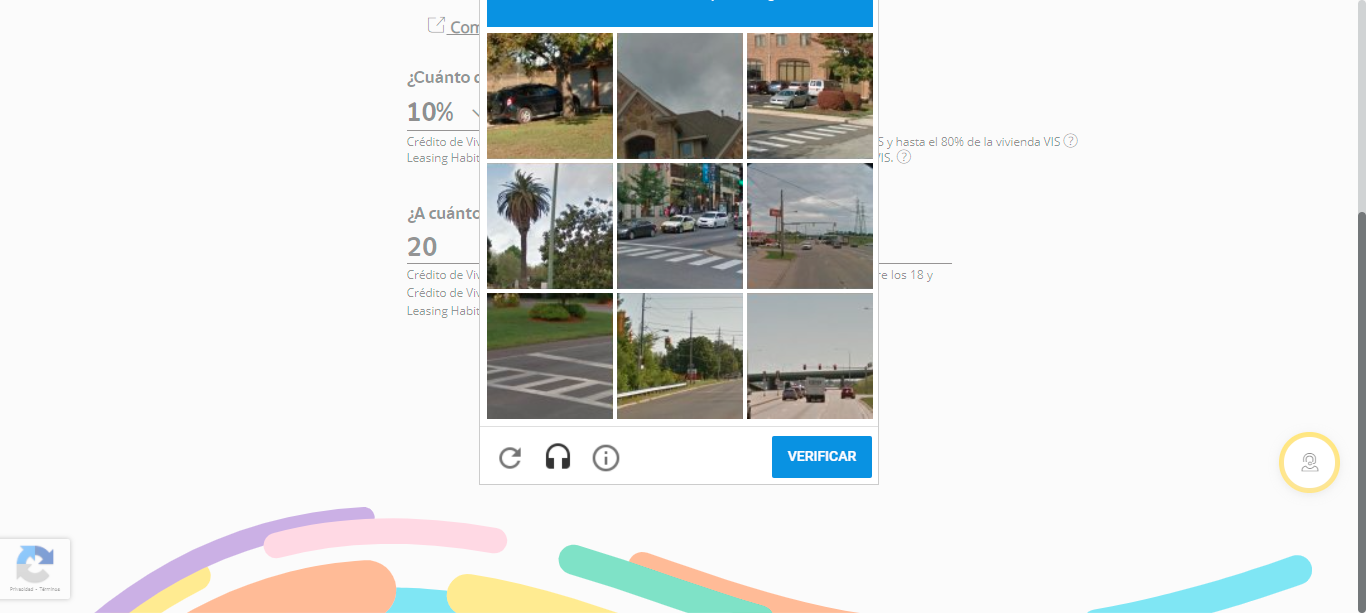 Com
¿Cuánto
10%
Crédito de Viv
S y hasta el 80% de la vivienda VIS
Leasing Habit
VIS.
¿A cuánto
20
Crédito de Viv
re los 18 y
Crédito de Viv
Leasing Habit
VERIFICAR
Privacidad - Términos